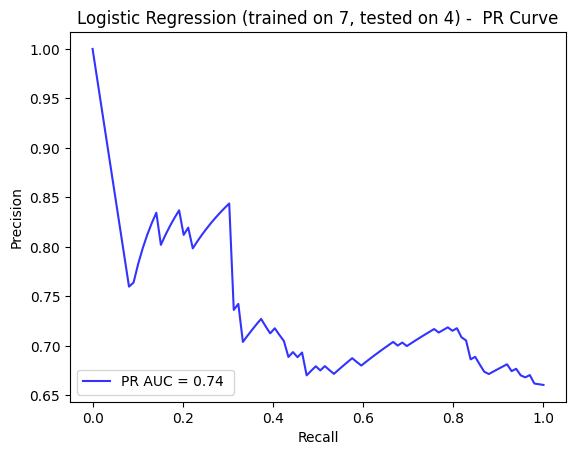 Logistic Regression (trained on 7, tested on 4) -  PR Curve
1.00
0.95
0.90
0.85
0.80
0.75
0.70
0.65
Precision
PR AUC = 0.74
0.0 0.2 0.4 0.6 0.8 1.0
Recall